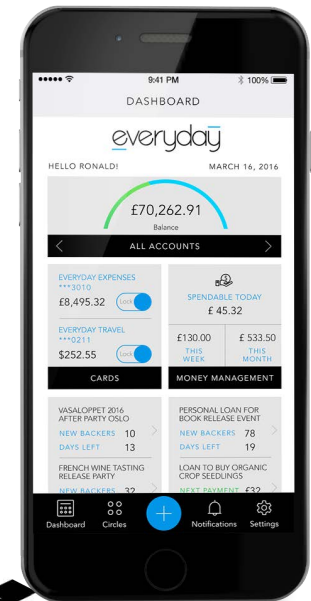 9:41 PM
100%
DASHBOARD
everyday
HELLO RONALD!
MARCH 16, 2016
£70,262.91
Balance
ALL ACCOUNTS
EVERYDAY EXPENSES
***3010
£8,495.32
Lock
EVERYDAY TRAVEL
***0211
$252.55
Lock
CARDS
SPENDABLE TODAY
£ 45.32
£130.00
THIS
WEEK
£ 533.50
THIS
MONTH
MONEY MANAGEMENT
VASALOPPET 2016
AFTER PARTY OSLO
NEW BACKERS 10
DAYS LEFT 13
PERSONAL LOAN FOR
BOOK RELEASE EVENT
NEW BACKERS 78
DAYS LEFT 19
FRENCH WINE TASTING
RELEASE PARTY
NEW BACKERS 32
LOAN TO BUY ORGANIC
CROP SEEDLINGS
NEXT PAYMENT £32
Dashboard
Circles
Notifications
Settings